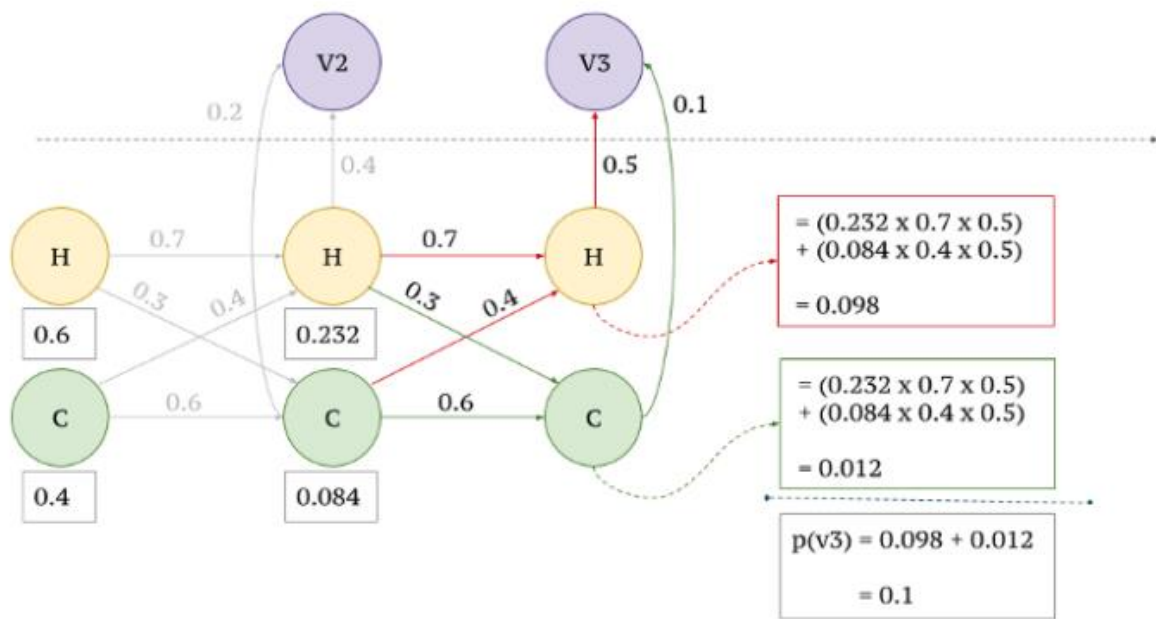 V2
V3
0.2
0.1
0.4
0.5
H
0.7
H
0.7
H
0.3
0.4
0.3
0.4
0.6
0.232
C
0.6
C
0.6
C
0.4
0.084
= (0.232 x 0.7 x 0.5)
+ (0.084 x 0.4 x 0.5)
= 0.098
= (0.232 x 0.7 x 0.5)
+ (0.084 x 0.4 x 0.5)
= 0.012
p(v3) = 0.098 + 0.012
= 0.1